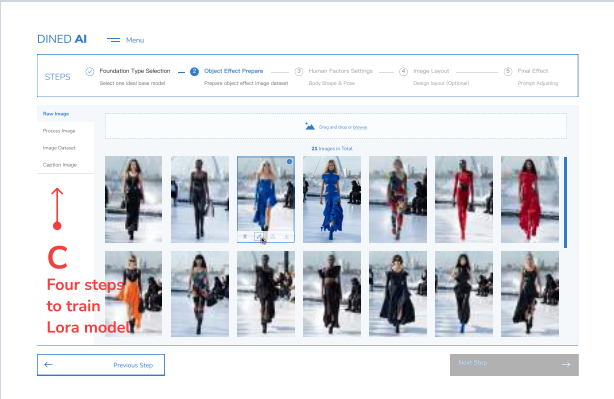 DINED AI
Menu
STEPS
Foundation Type Selection
Select one ideal base model
2
Object Effect Prepare
Prepare object effect image dataset
3
Human Factors Settings
Body Shape & Pose
4
Image Layout
Design layout (Optional)
5
Final Effect
Prompt Adjusting
Raw Image
Process Image
Image Dataset
Caption Image
Drag and drop or browse
21 Images in Total
C
Four steps
to train
Lora model
Previous Step
Next Step